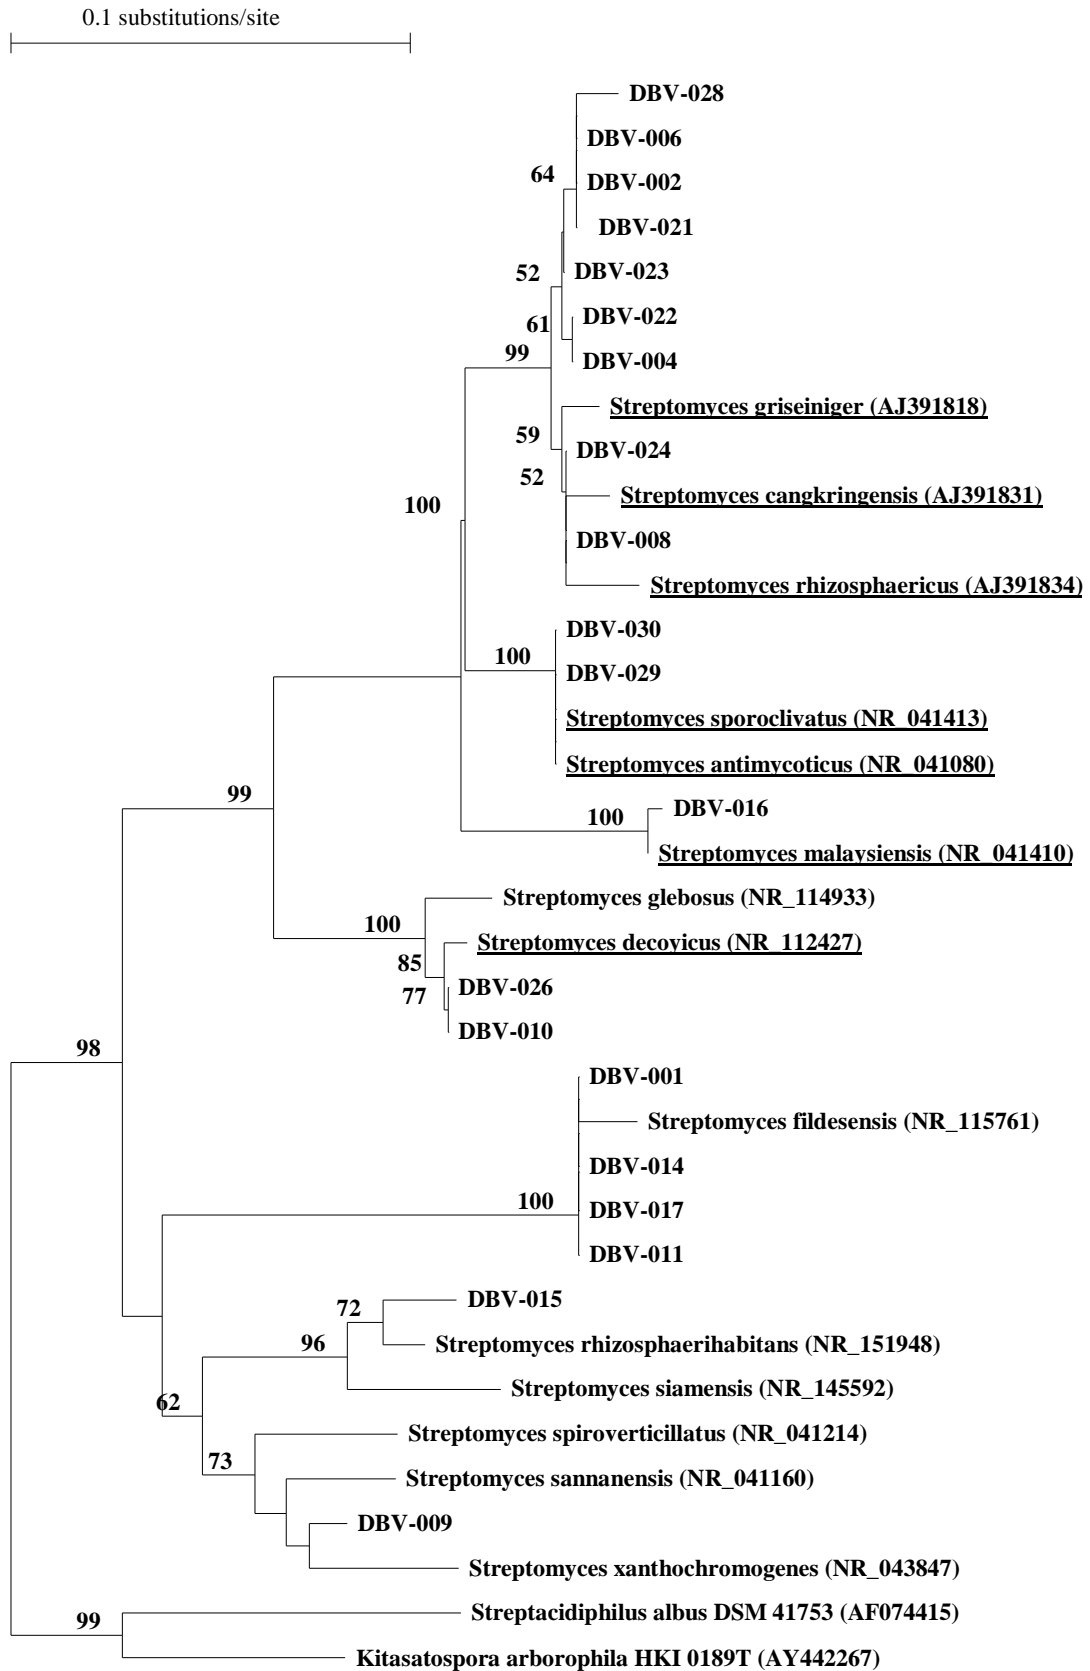 0.1 substitutions/site
DBV-028
DBV-006
64
DBV-002
DBV-021
52
DBV-023
61
DBV-022
99
DBV-004
Streptomyces griseiniger (AJ391818)
59
DBV-024
52
Streptomyces cangkringensis (AJ391831)
100
DBV-008
Streptomyces rhizosphaericus (AJ391834)
DBV-030
100
DBV-029
Streptomyces sporoclivatus (NR_041413)
Streptomyces antimycoticus (NR_041080)
99
DBV-016
100
Streptomyces malaysiensis (NR_041410)
Streptomyces glebosus (NR_114933)
100
Streptomyces decoyicus (NR_112427)
85
DBV-026
77
DBV-010
98
DBV-001
Streptomyces fildesensis (NR_115761)
DBV-014
100
DBV-017
DBV-011
DBV-015
72
96
Streptomyces rhizosphaerihabitans (NR_151948)
Streptomyces siamensis (NR_145592)
62
Streptomyces spiroverticillatus (NR_041214)
73
Streptomyces sannanensis (NR_041160)
DBV-009
Streptomyces xanthochromogenes (NR_043847)
99
Streptacidiphilus albus DSM 41753 (AF074415)
Kitasatospora arborophila HKI 0189T (AY442267)